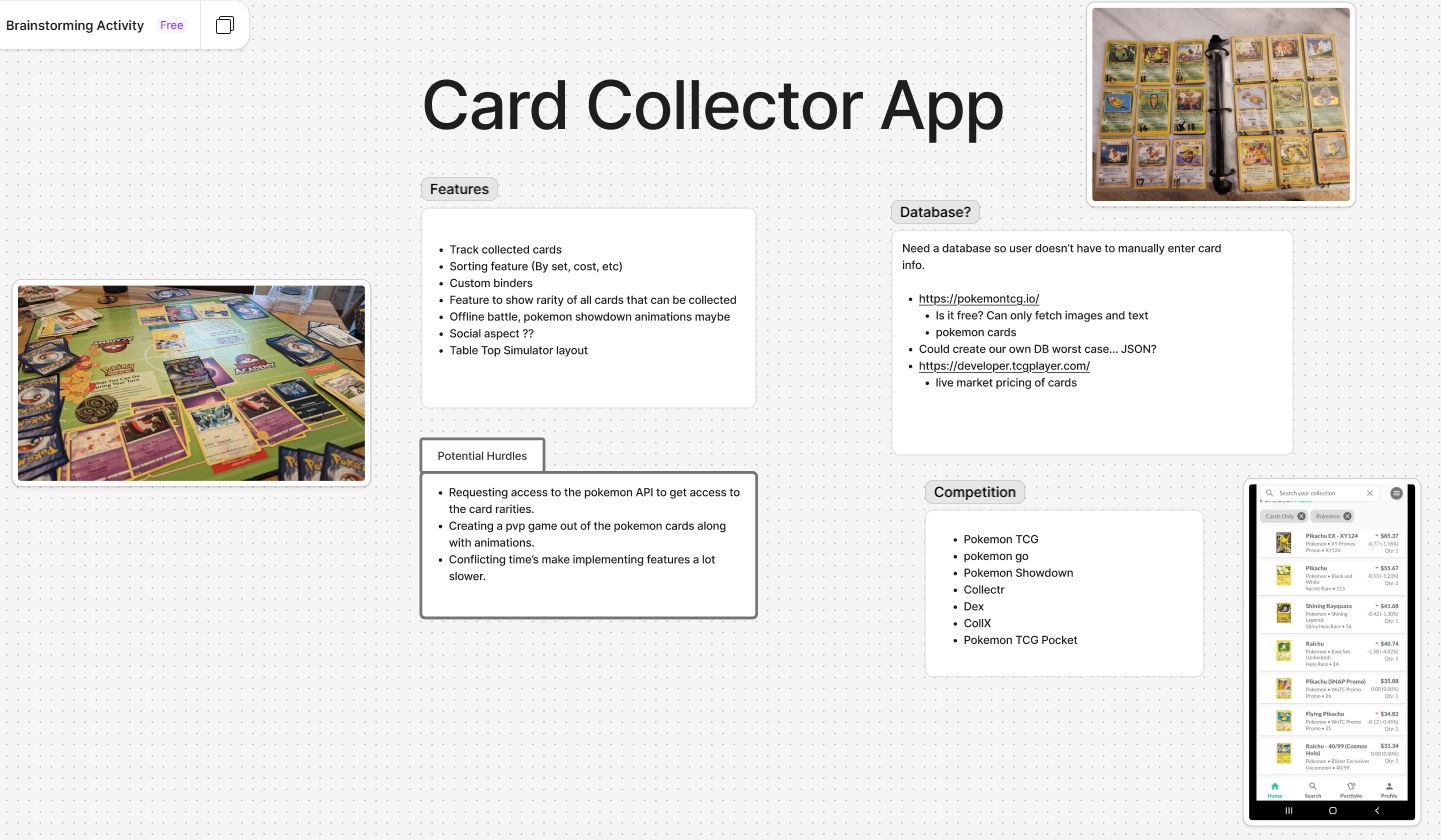 Brainstorming Activity Free
Card Collector App
Features
• Track collected cards
• Sorting feature (By set, cost, etc)
• Custom binders
• Feature to show rarity of all cards that can be collected
• Offline battle, pokemon showdown animations maybe
• Social aspect ??
• Table Top Simulator layout
Potential Hurdles
• Requesting access to the pokemon API to get access to
the card rarities.
• Creating a pvp game out of the pokemon cards along
with animations.
• Conflicting time's make implementing features a lot
slower.
Database?
Need a database so user doesn't have to manually enter card
info.
• https://pokemontcg.io/
• Is it free? Can only fetch images and text
• pokemon cards
• Could create our own DB worst case... JSON?
• https://developer.tcgplayer.com/
• live market pricing of cards
Competition
• Pokemon TCG
• pokemon go
• Pokemon Showdown
• Collectr
• Dex
• CollX
• Pokemon TCG Pocket
ACADEMY
Search your collection
Cards Only
Pokemon
Pikachu EX - XY124 $85.37
Pokemon • XY Promos -0.77 (-1.16%)
Promo • XY124 Qty: 1
Pikachu $55.67
Pokemon • Black and -0.53 (-1.23%)
White Qty: 2
Secret Rare • 115
Shining Rayquaza $41.68
Pokemon • Shining -0.42 (-1.30%)
Legends Qty: 1
Shiny Holo Rare • 56
Raichu $40.74
Pokemon • Base Set -1.58 (-4.82%)
(Unlimited) Qty: 1
Holo Rare • 14
Pikachu (SNAP Promo) $35.88
Pokemon • WoTC Promo 0.00 (0.00%)
Promo • 26 Qty: 1
Flying Pikachu $34.82
Pokemon • WoTC Promo -0.12 (-0.45%)
Promo • 25 Qty: 1
Raichu - 40/99 (Cosmos $31.34
Holo) 0.00 (0.00%)
Pokemon • Blister Exclusives Qty: 1
Uncommon • 40/99
Home Search Portfolio Profile